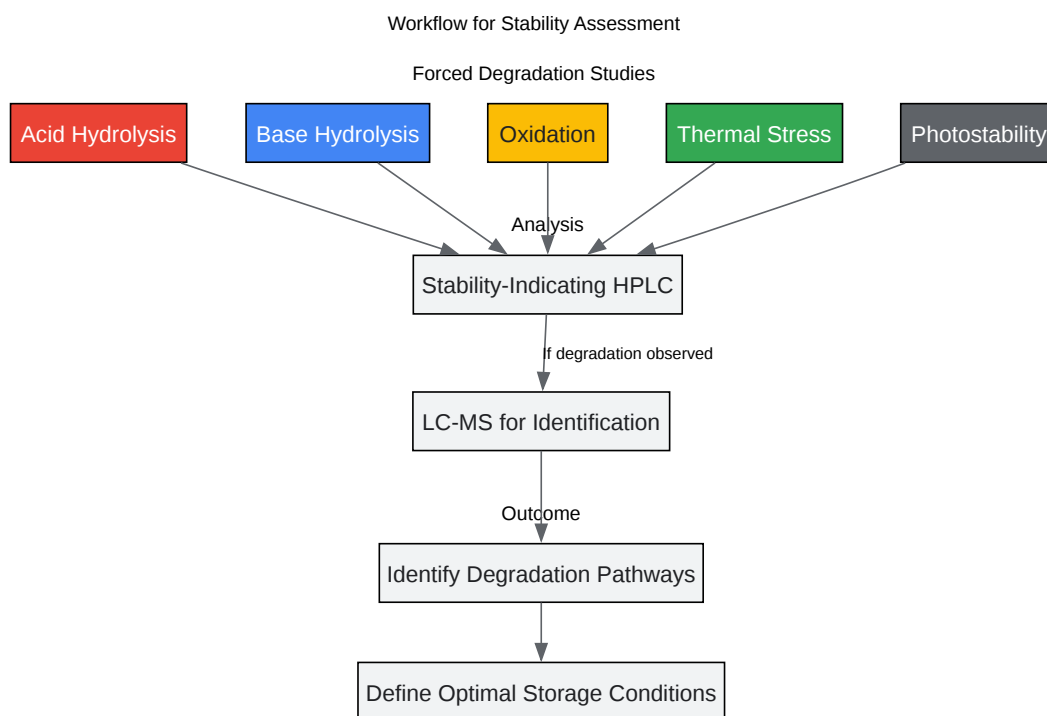 Workflow for Stability Assessment
Forced Degradation Studies
Acid Hydrolysis
Base Hydrolysis
Oxidation
Thermal Stress
Photostability
Analysis
Stability-Indicating HPLC
If degradation observed
LC-MS for Identification
Outcome
Identify Degradation Pathways
Define Optimal Storage Conditions